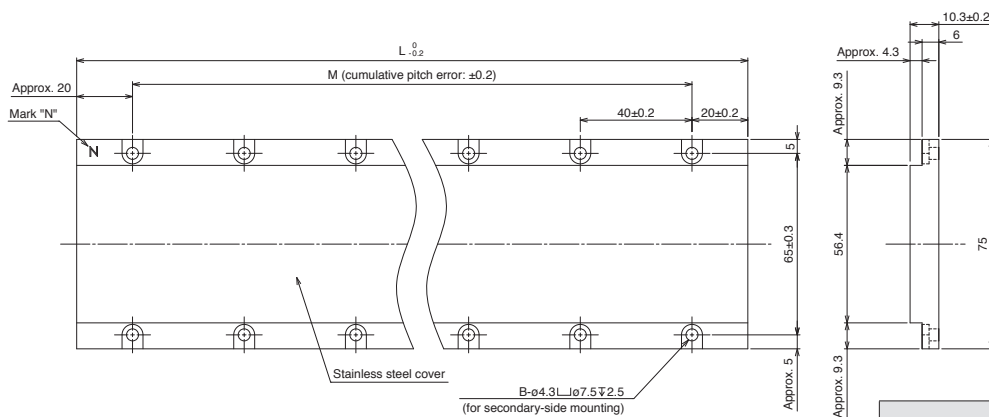 10.3±0.2
6
Approx. 4.3
L 0 -0.2
M (cumulative pitch error: ±0.2)
Approx. 20
Mark "N"
40±0.2
20±0.2
N
5
Approx. 9.3
65±0.3
56.4
75
Stainless steel cover
B-ø4.3⌴ø7.5↧2.5
(for secondary-side mounting)
Approx. 5
Approx. 9.3